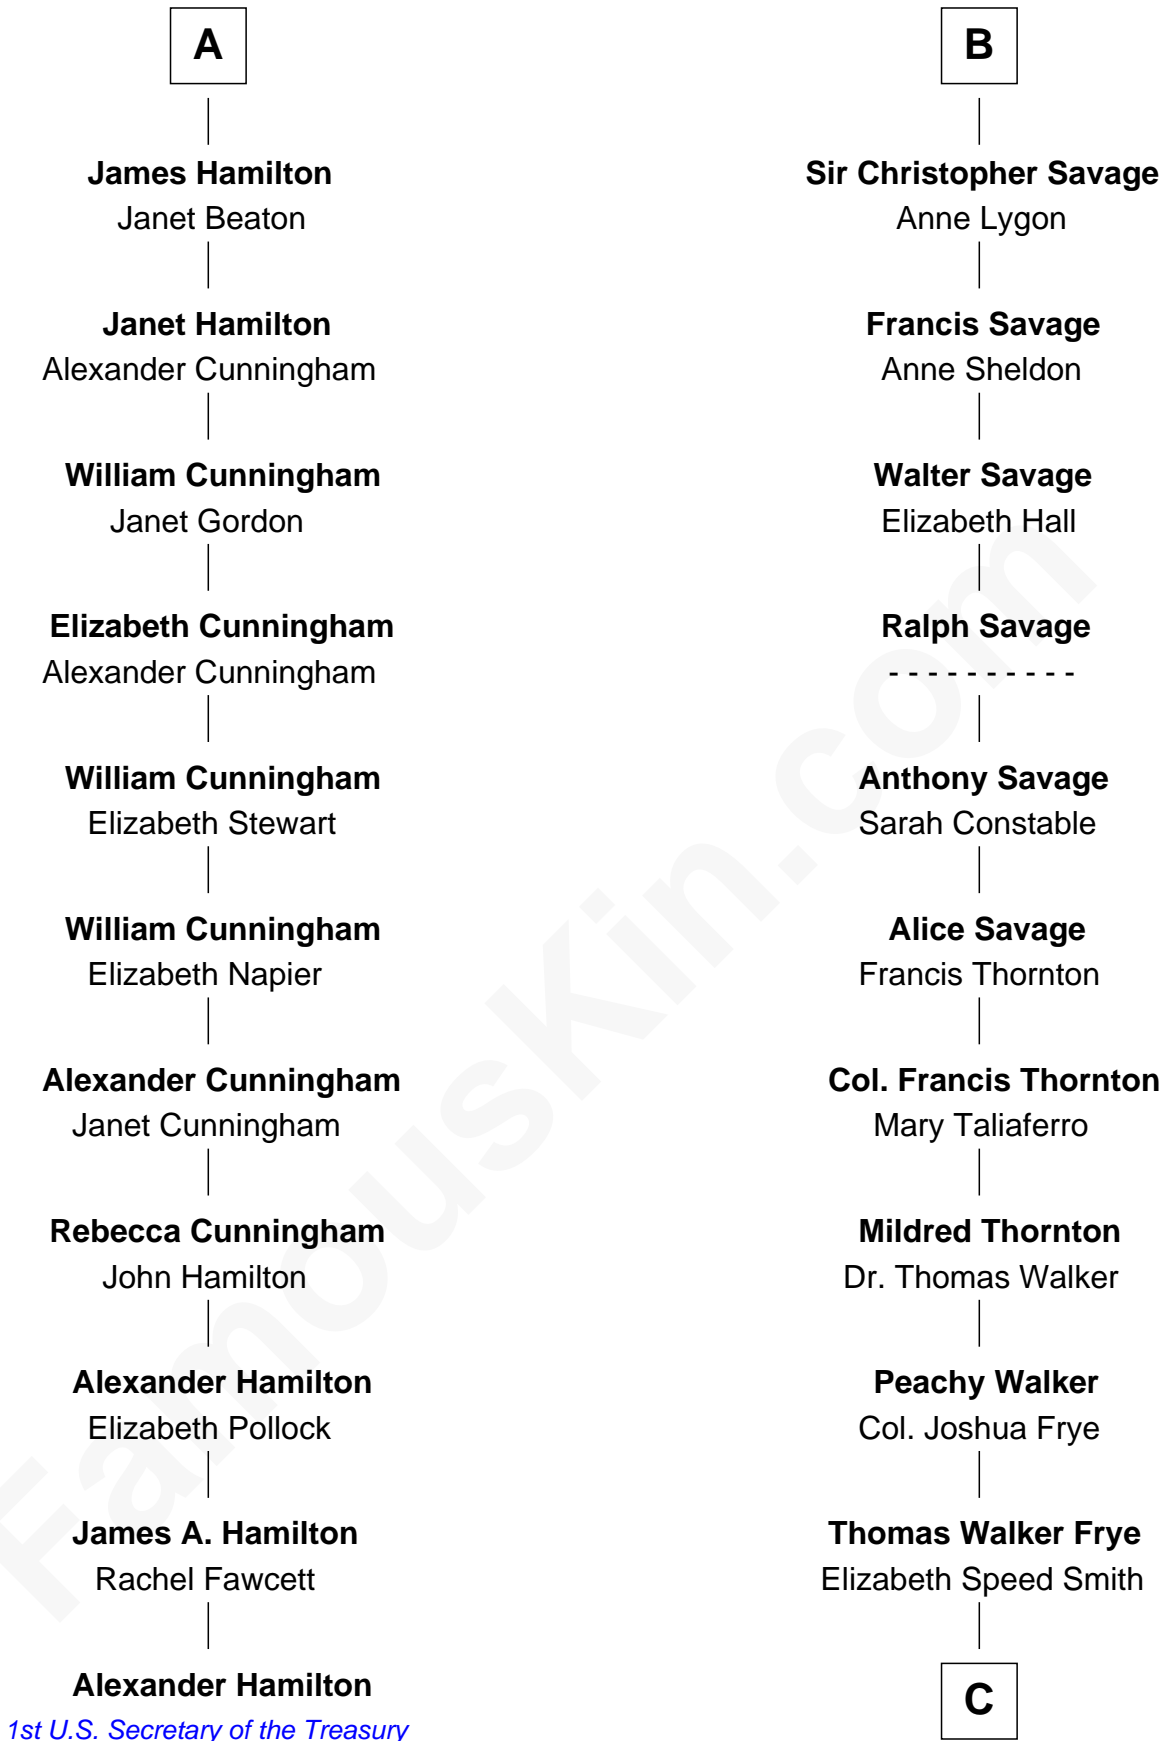 A
James Hamilton
Janet Beaton
Janet Hamilton
Alexander Cunningham
William Cunningham
Janet Gordon
Elizabeth Cunningham
Alexander Cunningham
William Cunningham
Elizabeth Stewart
William Cunningham
Elizabeth Napier
Alexander Cunningham
Janet Cunningham
Rebecca Cunningham
John Hamilton
Alexander Hamilton
Elizabeth Pollock
James A. Hamilton
Rachel Fawcett
Alexander Hamilton
1st U.S. Secretary of the Treasury
B
Sir Christopher Savage
Anne Lygon
Francis Savage
Anne Sheldon
Walter Savage
Elizabeth Hall
Ralph Savage
- - - - - - - - - -
Anthony Savage
Sarah Constable
Alice Savage
Francis Thornton
Col. Francis Thornton
Mary Taliaferro
Mildred Thornton
Dr. Thomas Walker
Peachy Walker
Col. Joshua Frye
Thomas Walker Frye
Elizabeth Speed Smith
C
FamousKin.com